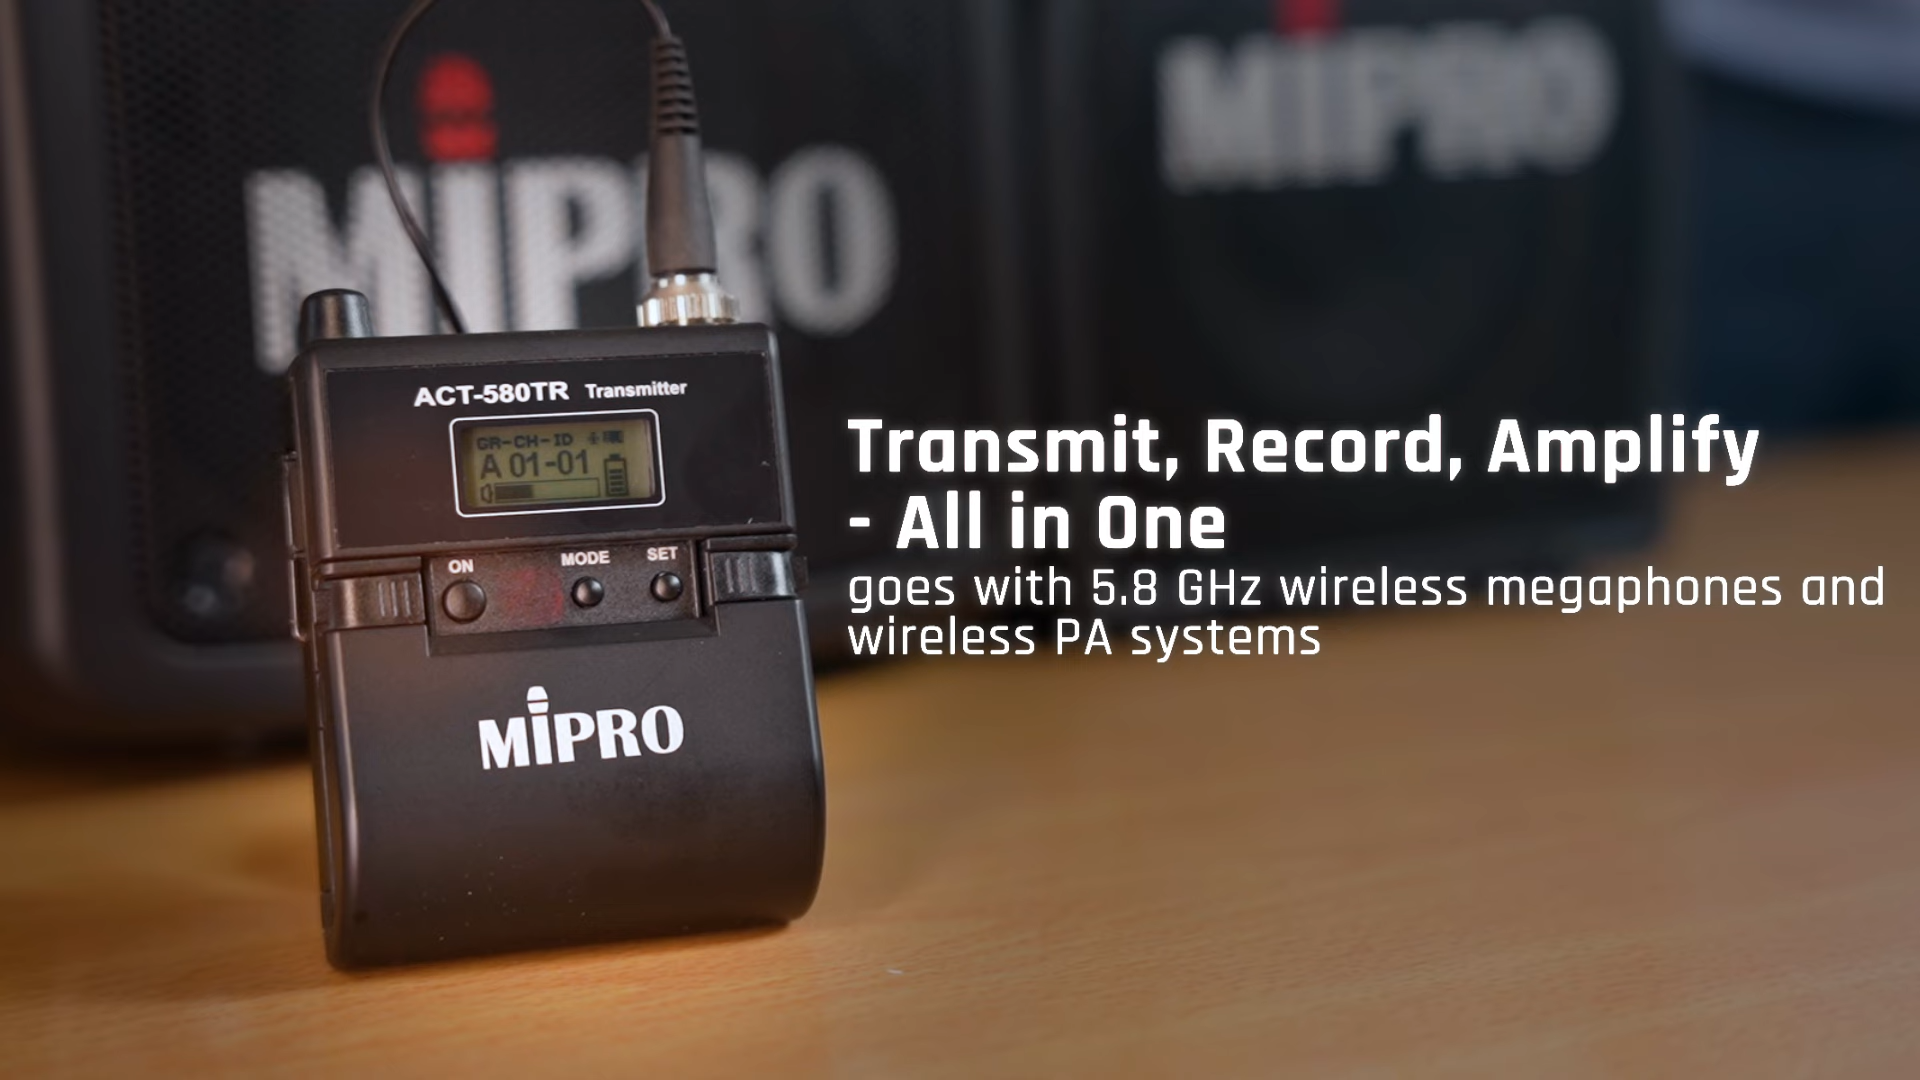 MIPRO
MIPRO
ACT-580TR Transmitter
GR-CH-ID
A 01-01
ON MODE SET
MIPRO
Transmit, Record, Amplify
- All in One
goes with 5.8 GHz wireless megaphones and
wireless PA systems